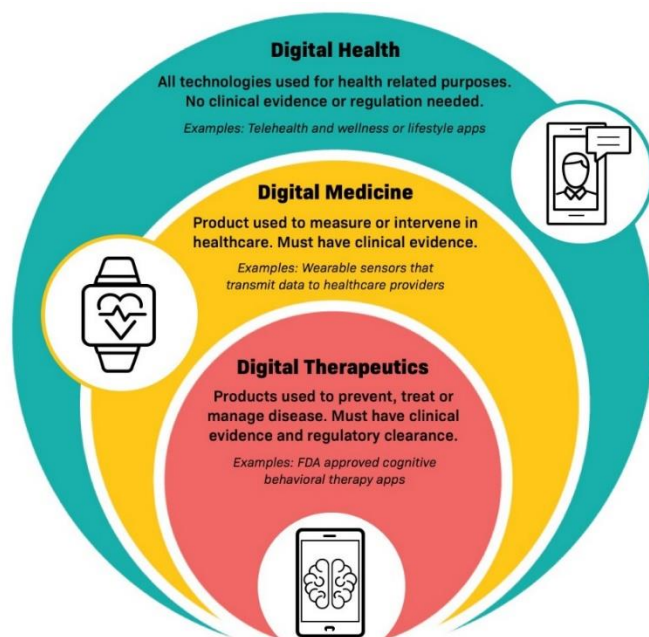 Digital Health
All technologies used for health related purposes.
No clinical evidence or regulation needed.
Examples: Telehealth and wellness or lifestyle apps
Digital Medicine
Product used to measure or intervene in
healthcare. Must have clinical evidence.
Examples: Wearable sensors that
transmit data to healthcare providers
Digital Therapeutics
Products used to prevent, treat or
manage disease. Must have clinical
evidence and regulatory clearance.
Examples: FDA approved cognitive
behavioral therapy apps